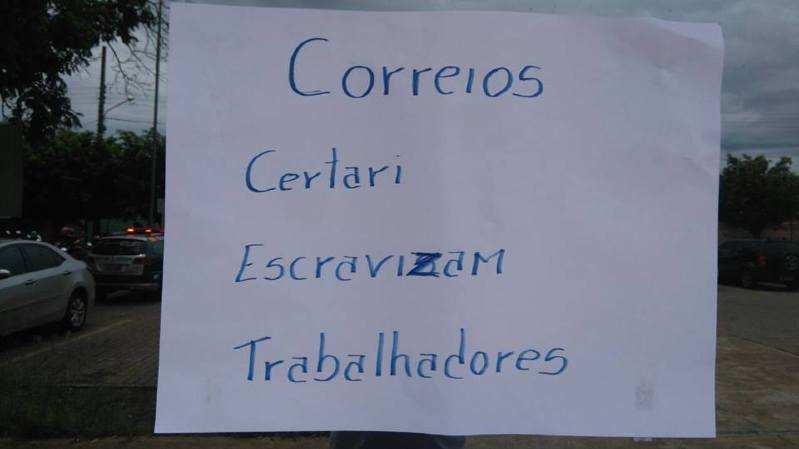 Correios
Certari
Escravizam
Trabalhadores